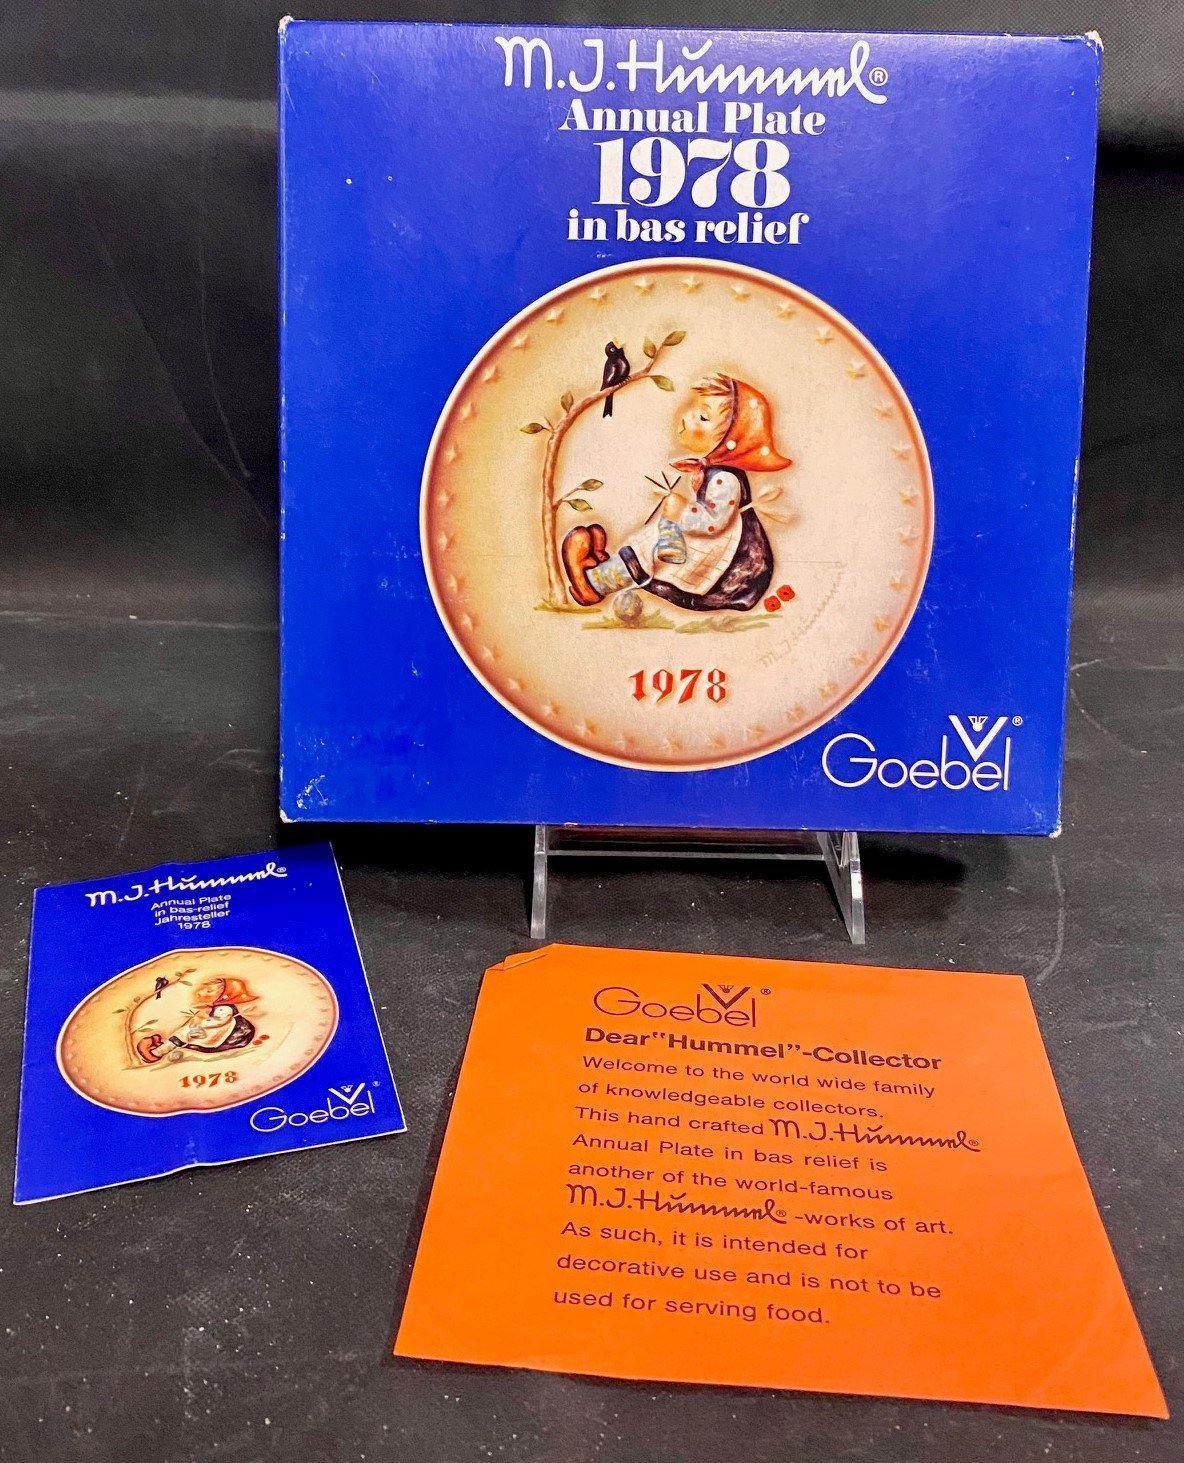 M.J.Hummel®
Annual Plate
1978
in bas relief
M.J.Hummel
1978
Goebel®
M.J.Hummel®
Annual Plate
in bas-relief
Jahresteller
1978
1978
Goebel®
Goebel®
Dear "Hummel"-Collector
Welcome to the world wide family
of knowledgeable collectors.
This hand crafted M.J.Hummel®
Annual Plate in bas relief is
another of the world-famous
M.J.Hummel® -works of art.
As such, it is intended for
decorative use and is not to be
used for serving food.